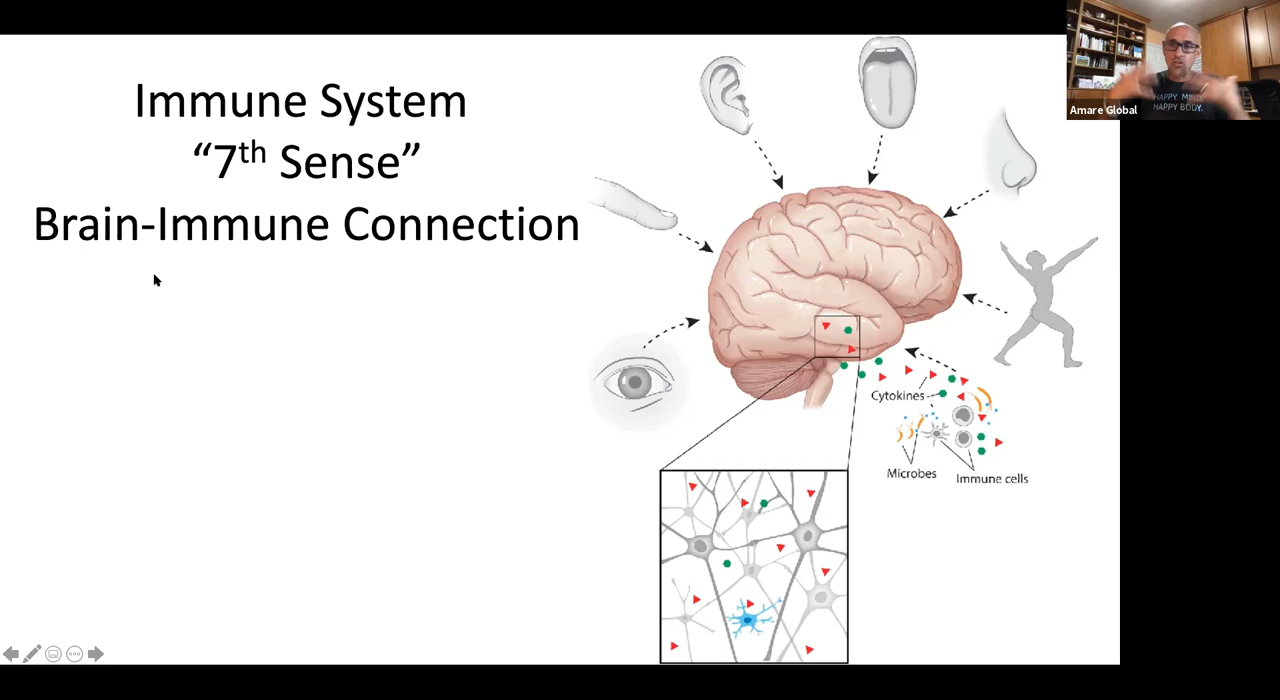 Immune System
“7th Sense”
Brain-Immune Connection
Amare Global
HAPPY MIND
HAPPY BODY.
Cytokines
Microbes
Immune cells